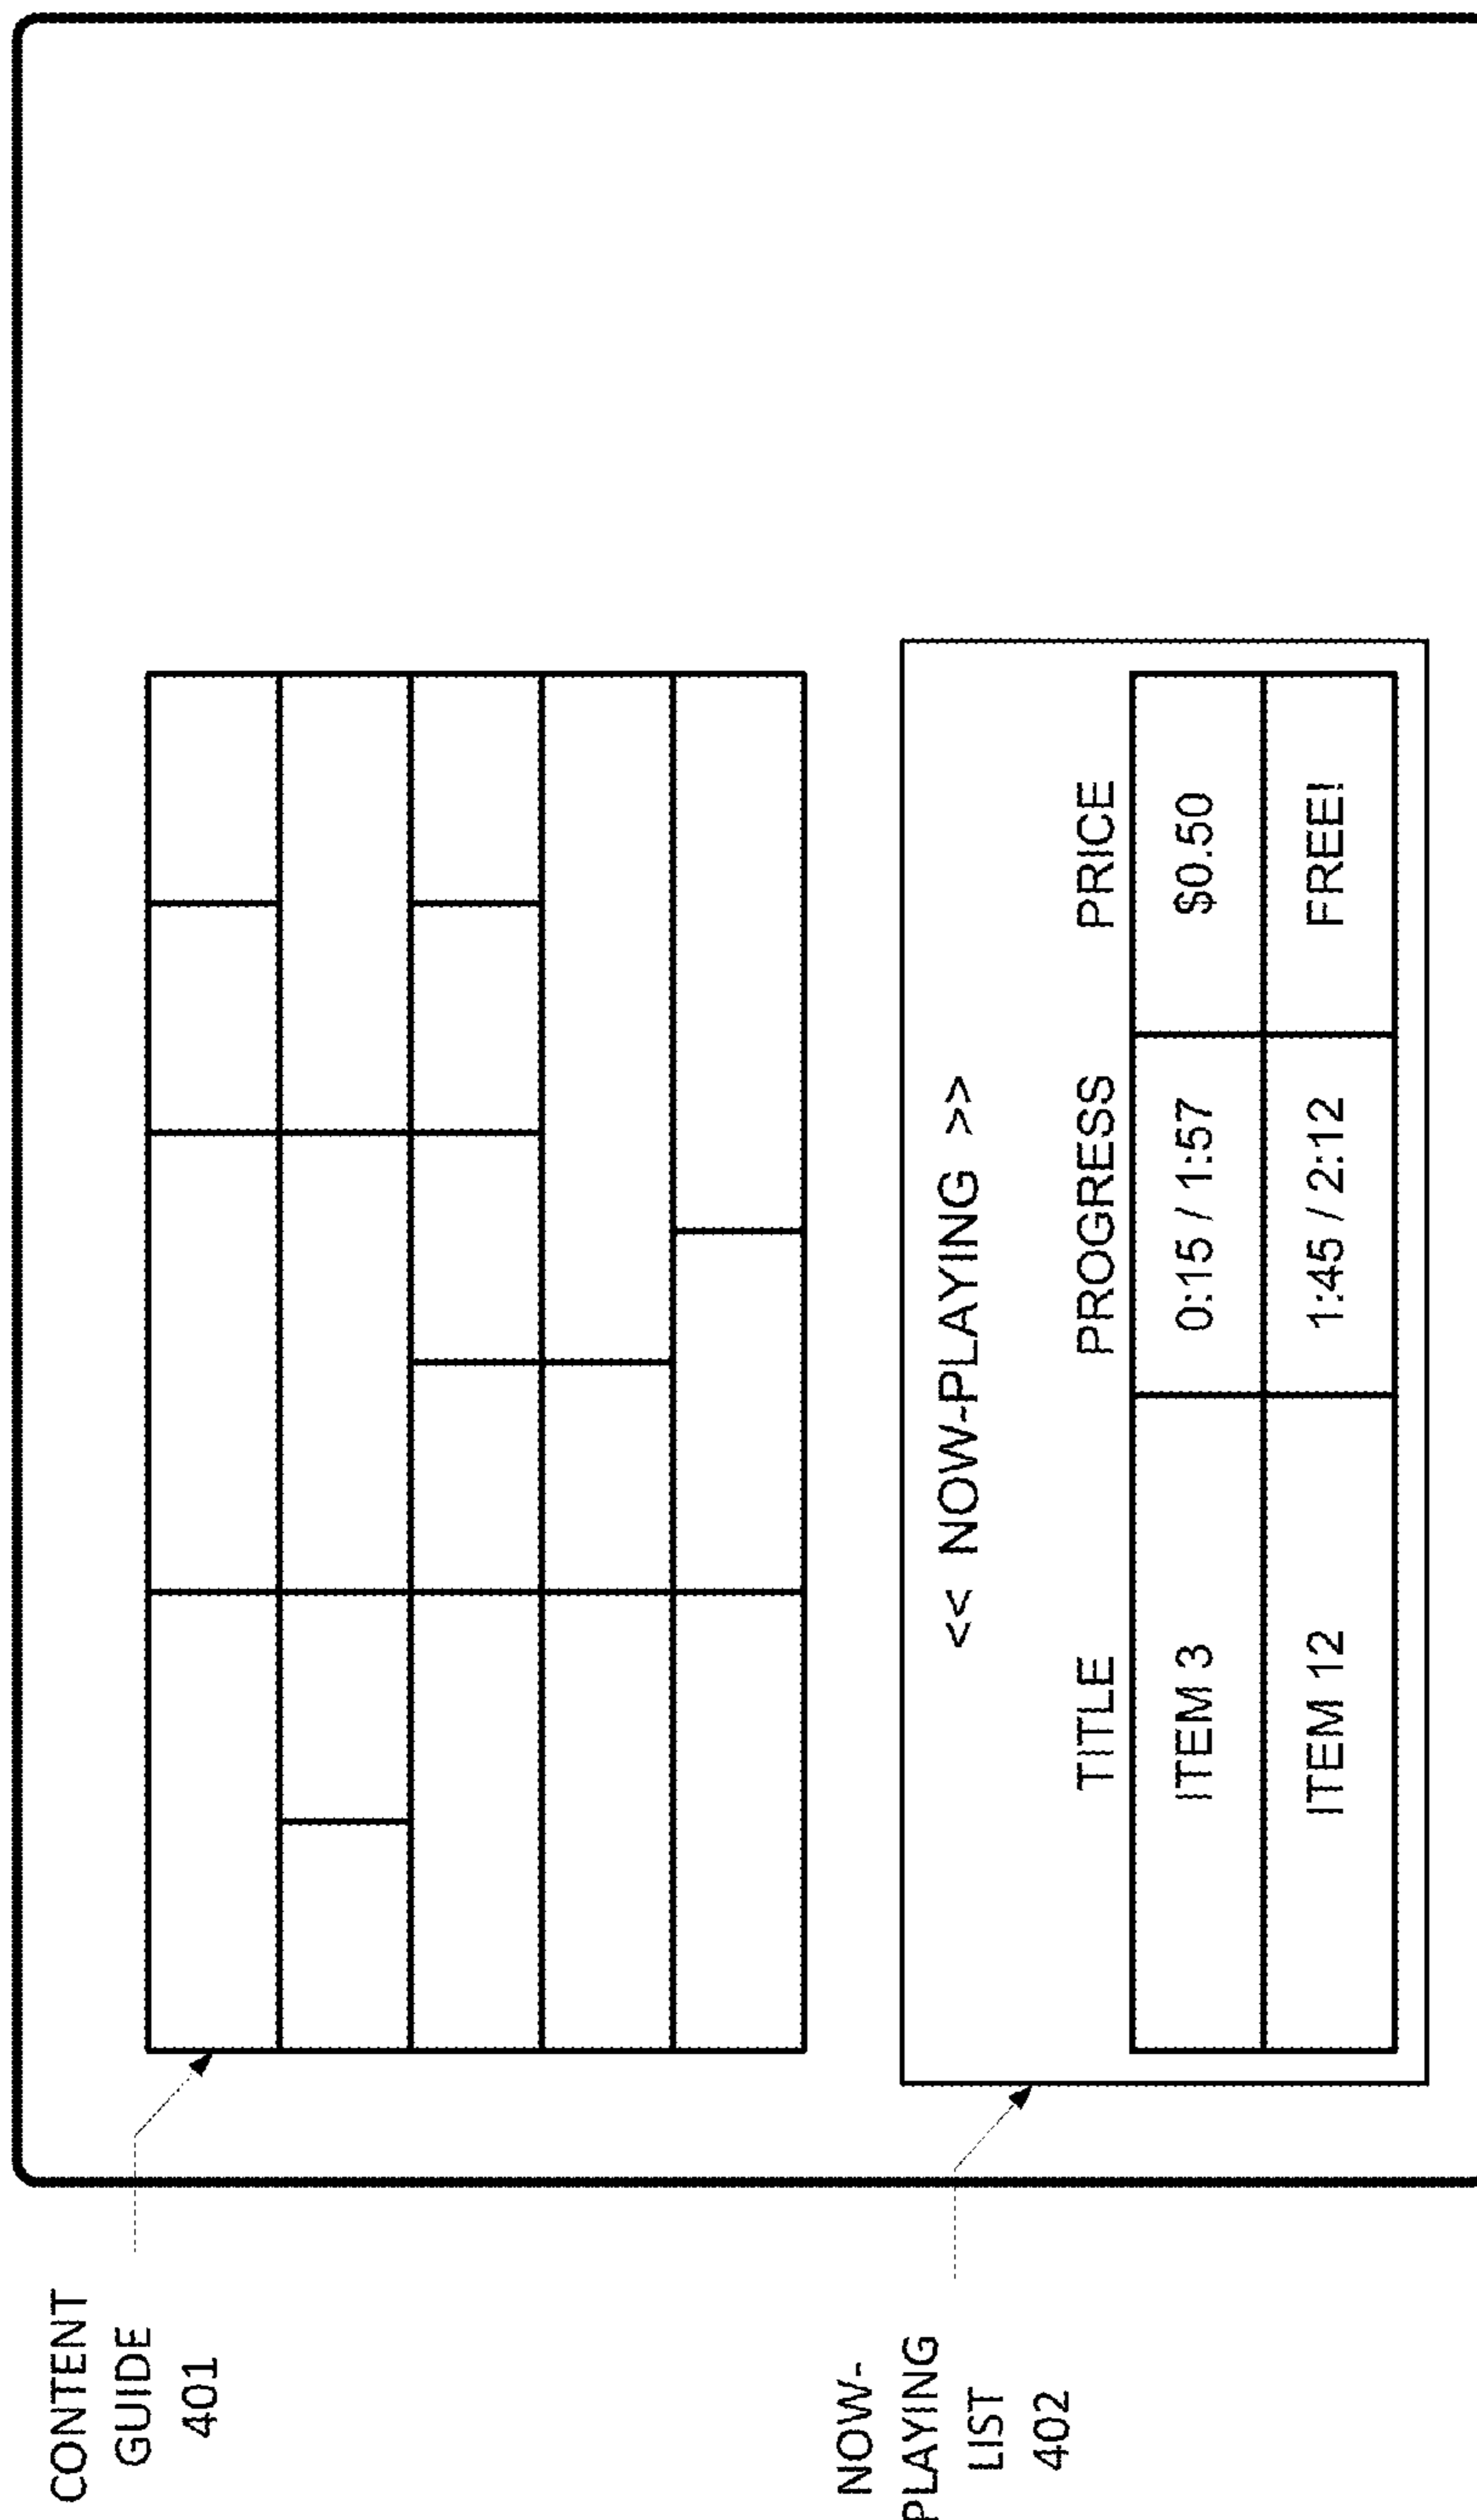 CONTENT
GUIDE
401
NOW-
PLAYING
LIST
402
<< NOW-PLAYING >>
TITLE PROGRESS PRICE
ITEM 3 0:15 / 1:57 $0.50
ITEM 12 1:45 / 2:12 FREE!